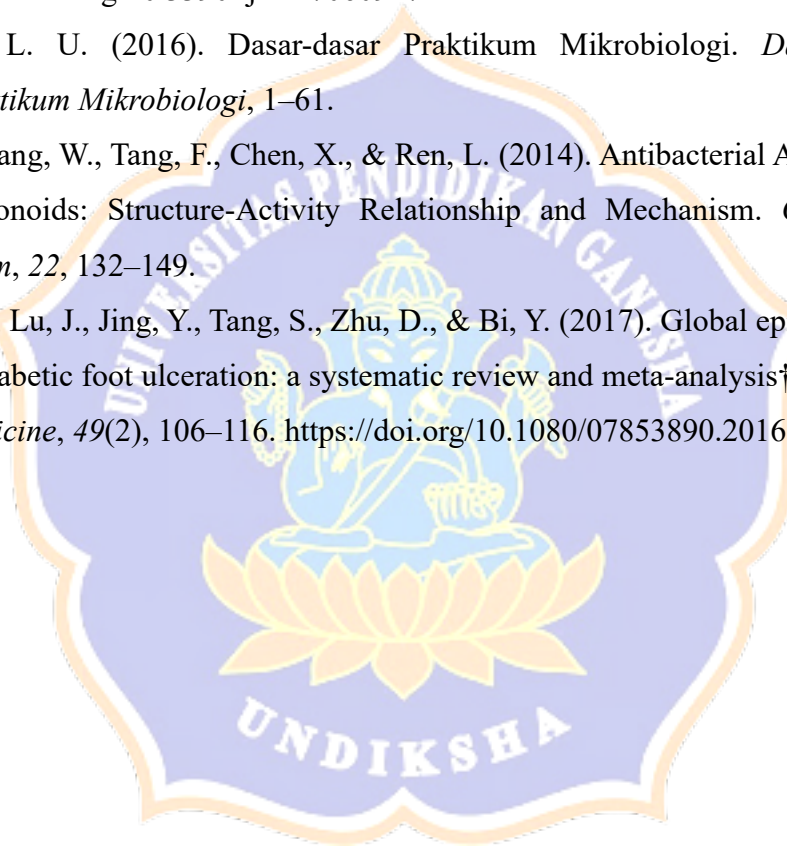 L. U. (2016). Dasar-dasar Praktikum Mikrobiologi.
tikum Mikrobiologi, 1–61.
ang, W., Tang, F., Chen, X., & Ren, L. (2014). Antibacterial A
onoids: Structure-Activity Relationship and Mechanism.
n, 22, 132–149.
Lu, J., Jing, Y., Tang, S., Zhu, D., & Bi, Y. (2017). Global ep
abetic foot ulceration: a systematic review and meta-analysis
icine, 49(2), 106–116. https://doi.org/10.1080/07853890.2016
UNIVERSITAS PENDIDIKAN GANESHA
UNDIKSHA